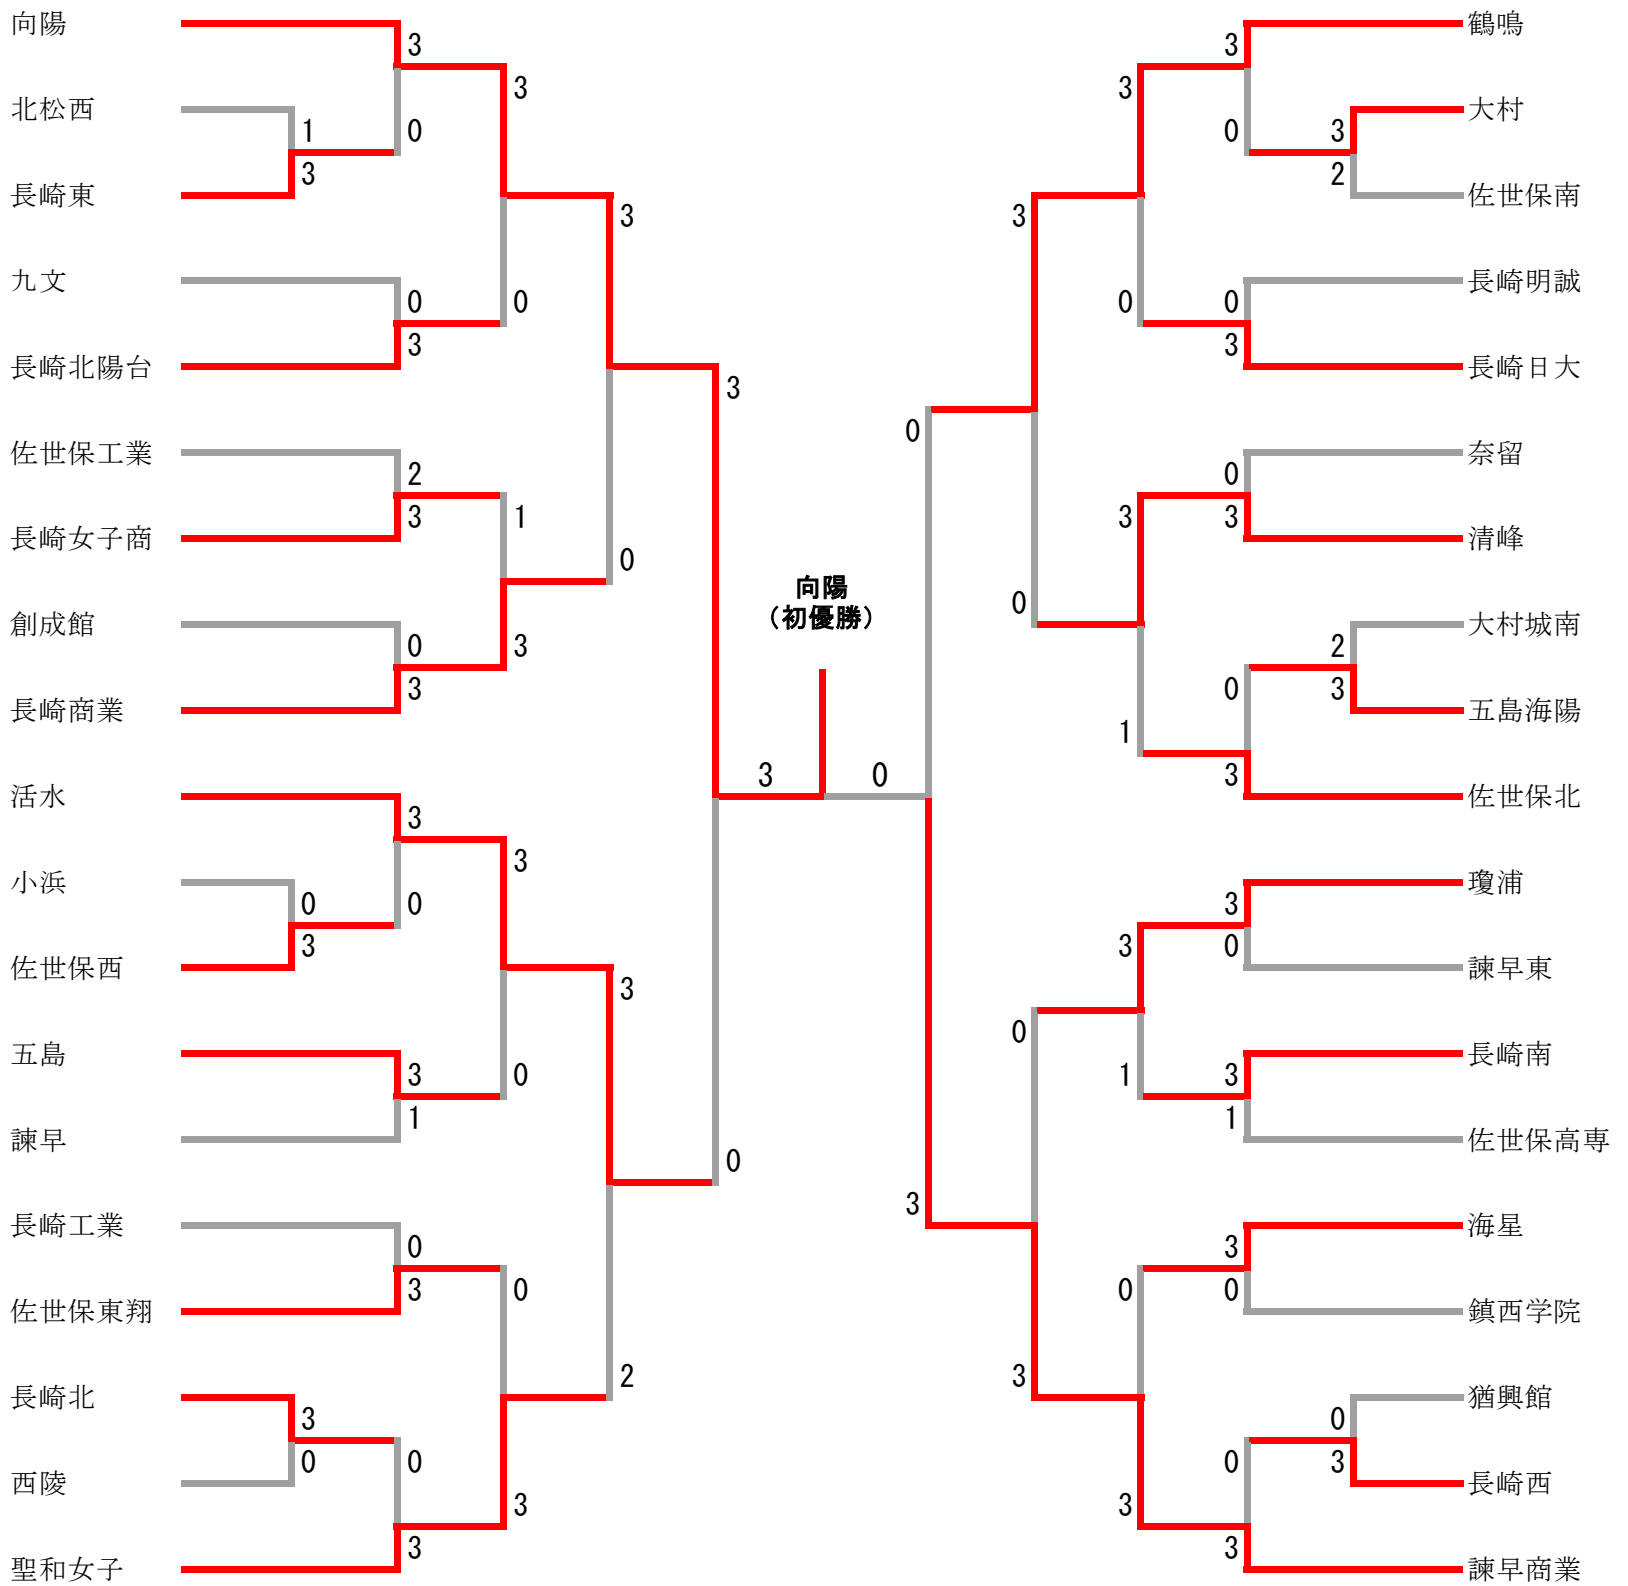 向陽
北松西
長崎東
九文
長崎北陽台
佐世保工業
長崎女子商
創成館
長崎商業
活水
小浜
佐世保西
五島
諫早
長崎工業
佐世保東翔
長崎北
西陵
聖和女子
1
3
0
3
3
0
3
0
3
2
3
0
3
3
0
3
1
0
3
0
3
3
0
1
3
3
0
0
3
3
0
3
2
3
0
向陽
（初優勝）
3
0
0
3
3
0
0
3
3
0
3
1
3
1
0
3
3
0
0
3
0
3
0
3
3
0
3
1
3
0
0
3
3
2
2
3
0
3
鶴鳴
大村
佐世保南
長崎明誠
長崎日大
奈留
清峰
大村城南
五島海陽
佐世保北
瓊浦
諫早東
長崎南
佐世保高専
海星
鎮西学院
猶興館
長崎西
諫早商業